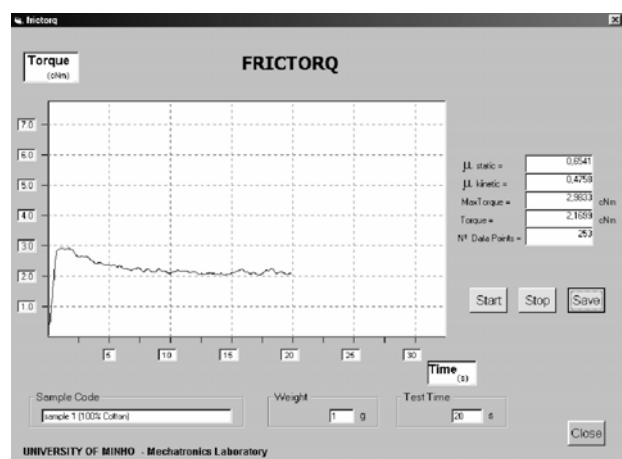 frictorq
Torque
(cNm)
FRICTORQ
7.0
6.0
5.0
4.0
3.0
2.0
1.0
5
10
15
20
25
30
Time
(s)
µ static = 0,6541
µ kinetic = 0,4758
MaxTorque = 2,9833 cNm
Torque = 2,1699 cNm
Nº Data Points = 253
Start Stop Save
Sample Code
sample 1 (100% Cotton)
Weight
1 g
Test Time
20 s
Close
UNIVERSITY OF MINHO - Mechatronics Laboratory